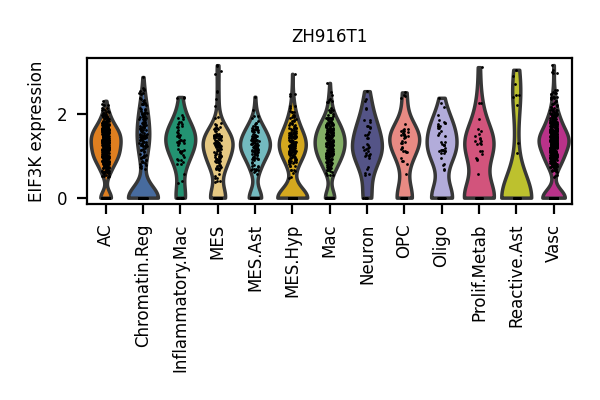 ZH916T1
EIF3K expression
2
0
AC
Chromatin.Reg
Inflammatory.Mac
MES
MES.Ast
MES.Hyp
Mac
Neuron
OPC
Oligo
Prolif.Metab
Reactive.Ast
Vasc